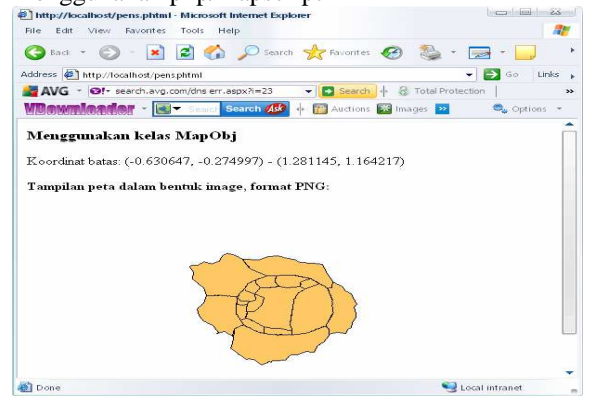 http://localhost/pens.phtml - Microsoft Internet Explorer
File Edit View Favorites Tools Help
Back Search Favorites
Address http://localhost/pens.phtml Go Links
AVG search.avg.com/dns err.aspx?i=23 Search Total Protection
VDownloader Search Search Ask Auctions Images Options
Menggunakan kelas MapObj
Koordinat batas: (-0.630647, -0.274997) - (1.281145, 1.164217)
Tampilan peta dalam bentuk image, format PNG:
Done Local intranet